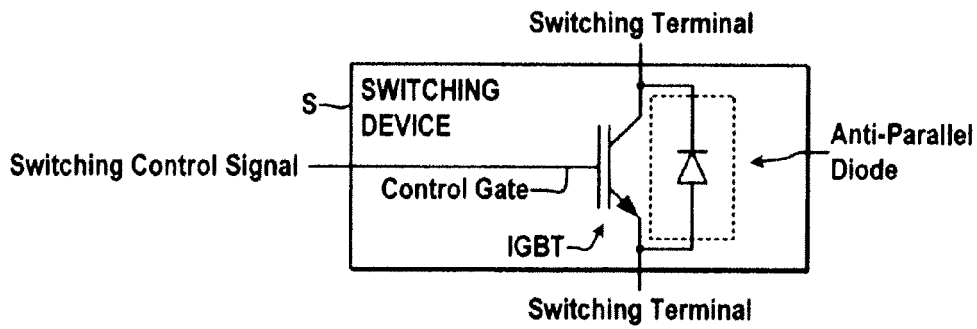 Switching Terminal
S
SWITCHING
DEVICE
Switching Control Signal
Control Gate
Anti-Parallel
Diode
IGBT
Switching Terminal